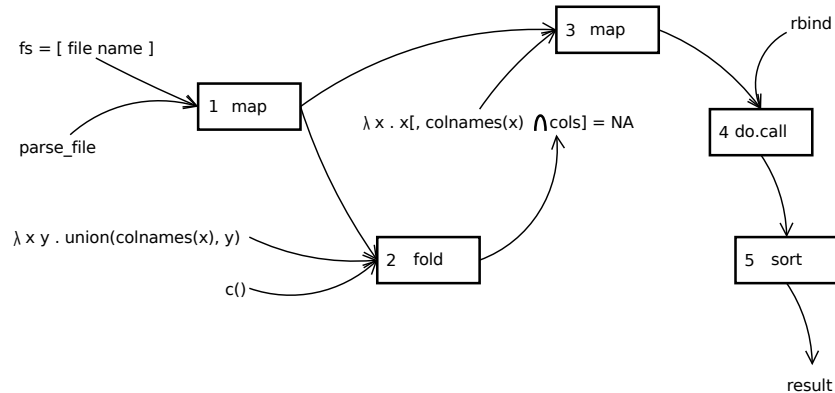 fs = [ file name ]
parse_file
1 map
3 map
rbind
λ x . x[, colnames(x) ⋂cols] = NA
4 do.call
λ x y . union(colnames(x), y)
c()
2 fold
5 sort
result